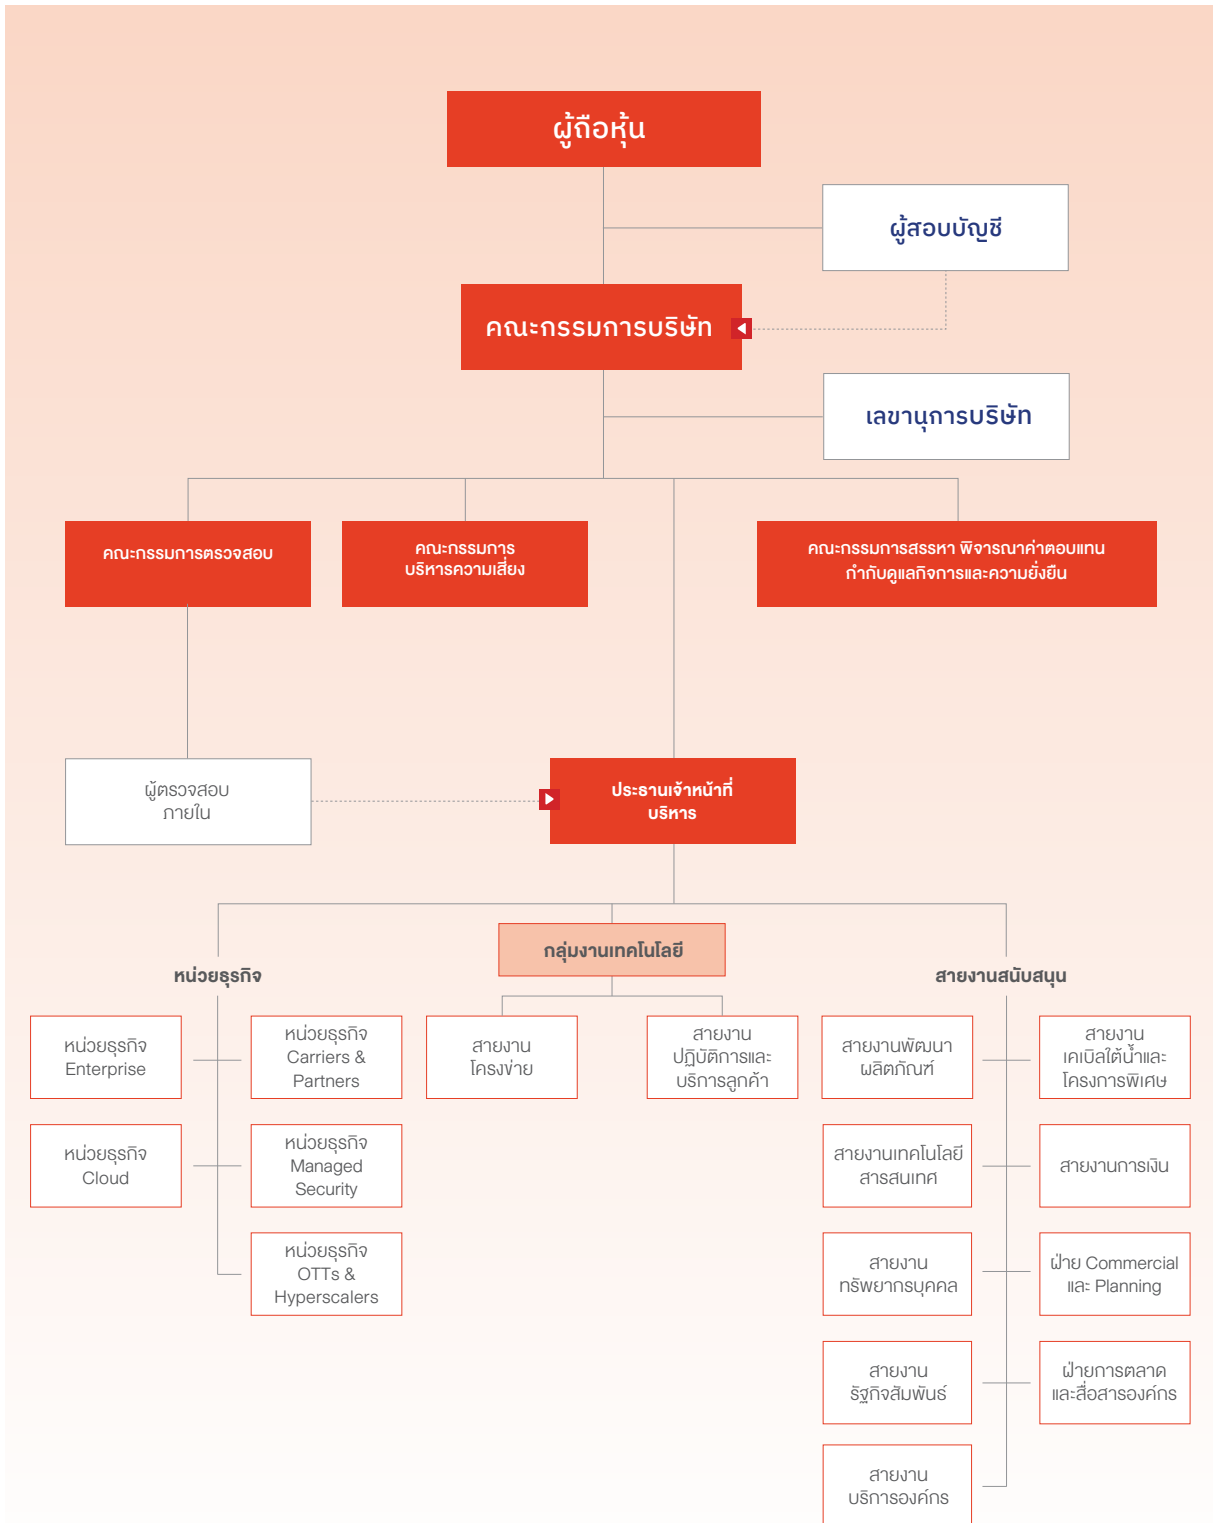 ผู้ถือหุ้น
ผู้สอบบัญชี
คณะกรรมการบริษัท
เลขานุการบริษัท
คณะกรรมการตรวจสอบ
คณะกรรมการ
บริหารความเสี่ยง
คณะกรรมการสรรหา พิจารณาค่าตอบแทน
กำกับดูแลกิจการและความยั่งยืน
ผู้ตรวจสอบ
ภายใน
ประธานเจ้าหน้าที่
บริหาร
หน่วยธุรกิจ
หน่วยธุรกิจ
Enterprise
หน่วยธุรกิจ
Carriers &
Partners
หน่วยธุรกิจ
Cloud
หน่วยธุรกิจ
Managed
Security
หน่วยธุรกิจ
OTTs &
Hyperscalers
กลุ่มงานเทคโนโลยี
สายงาน
โครงข่าย
สายงาน
ปฏิบัติการและ
บริการลูกค้า
สายงานสนับสนุน
สายงานพัฒนา
ผลิตภัณฑ์
สายงาน
เคเบิลใต้น้ำและ
โครงการพิเศษ
สายงานเทคโนโลยี
สารสนเทศ
สายงานการเงิน
สายงาน
ทรัพยากรบุคคล
ฝ่าย Commercial
และ Planning
สายงาน
รัฐกิจสัมพันธ์
ฝ่ายการตลาด
และสื่อสารองค์กร
สายงาน
บริการองค์กร